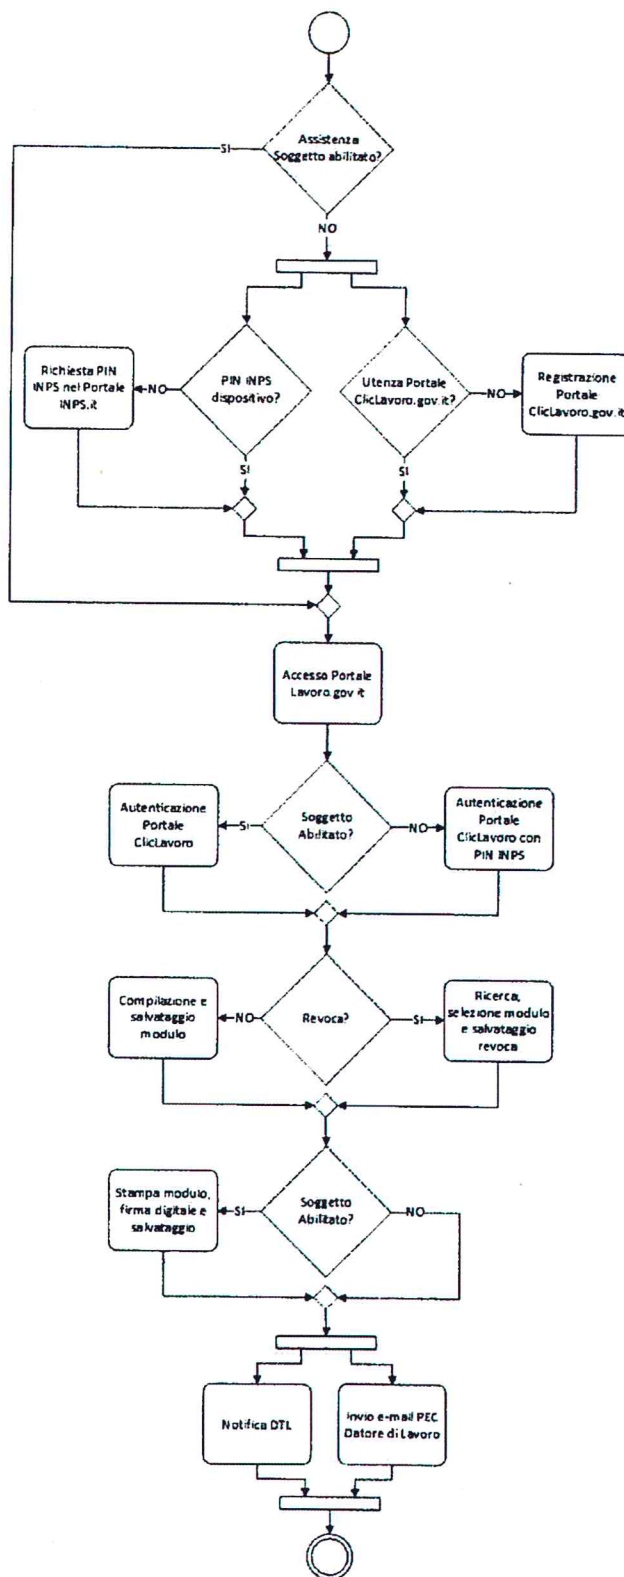 Assistenza
Soggetto abilitato?
SI
NO
Richiesta PIN
INPS nel Portale
INPS.it
NO
PIN INPS
dispositivo?
Utenza Portale
ClicLavoro.gov.it?
NO
Registrazione
Portale
ClicLavoro.gov.it
SI
SI
Accesso Portale
Lavoro.gov.it
Autenticazione
Portale
ClicLavoro
SI
Soggetto
Abilitato?
NO
Autenticazione
Portale
ClicLavoro con
PIN INPS
Compilazione e
salvataggio
modulo
NO
Revoca?
SI
Ricerca,
selezione modulo
e salvataggio
revoca
Stampa modulo,
firma digitale e
salvataggio
SI
Soggetto
Abilitato?
NO
Notifica DTL
Invio e-mail PEC
Datore di Lavoro